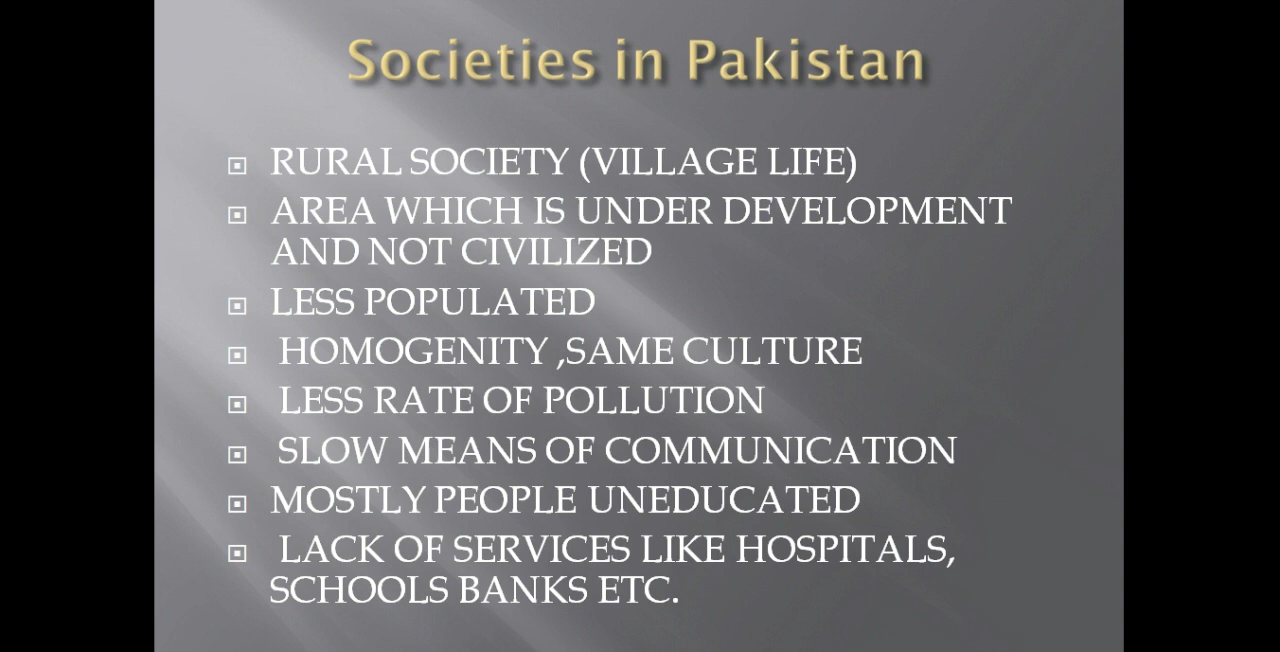 Societies in Pakistan
RURAL SOCIETY (VILLAGE LIFE)
AREA WHICH IS UNDER DEVELOPMENT
AND NOT CIVILIZED
LESS POPULATED
HOMOGENITY ,SAME CULTURE
LESS RATE OF POLLUTION
SLOW MEANS OF COMMUNICATION
MOSTLY PEOPLE UNEDUCATED
LACK OF SERVICES LIKE HOSPITALS,
SCHOOLS BANKS ETC.